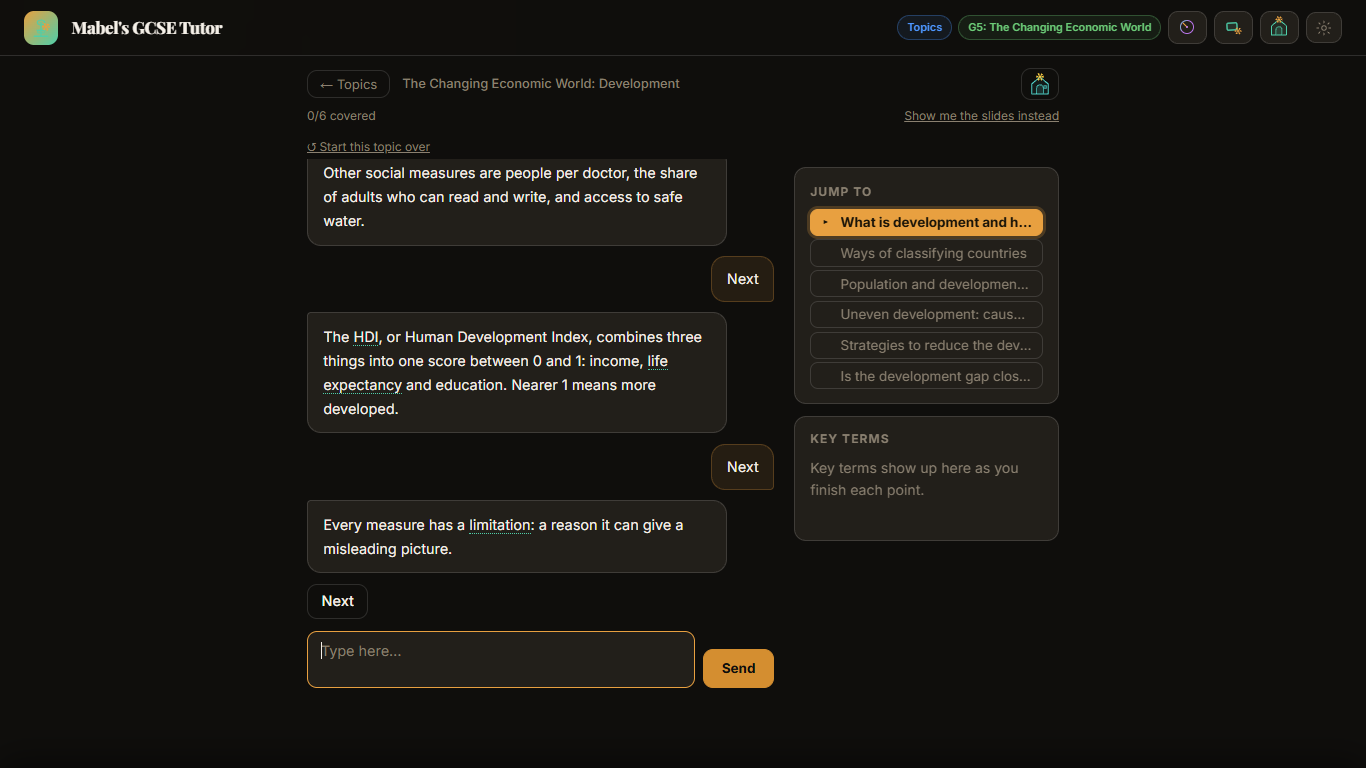 Mabel's GCSE Tutor
Topics
G5: The Changing Economic World
← Topics
The Changing Economic World: Development
0/6 covered
Show me the slides instead
↺ Start this topic over
Other social measures are people per doctor, the share
of adults who can read and write, and access to safe
water.
Next
The HDI, or Human Development Index, combines three
things into one score between 0 and 1: income, life
expectancy and education. Nearer 1 means more
developed.
Next
Every measure has a limitation: a reason it can give a
misleading picture.
Next
Type here...
Send
JUMP TO
▸ What is development and h...
Ways of classifying countries
Population and developmen...
Uneven development: caus...
Strategies to reduce the dev...
Is the development gap clos...
KEY TERMS
Key terms show up here as you
finish each point.